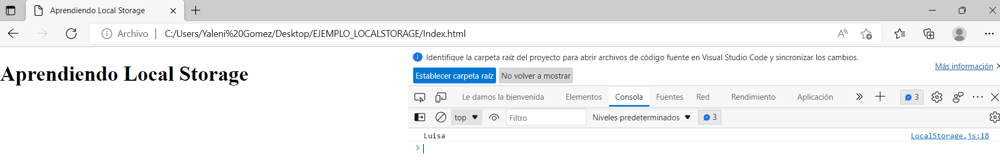 Aprendiendo Local Storage
Archivo | C:/Users/Yaleni%20Gomez/Desktop/EJEMPLO_LOCALSTORAGE/Index.html
Aprendiendo Local Storage
Identifique la carpeta raíz del proyecto para abrir archivos de código fuente en Visual Studio Code y sincronizar los cambios.
Más información
Establecer carpeta raíz No volver a mostrar
Le damos la bienvenida Elementos Consola Fuentes Red Rendimiento Aplicación 3
top Filtro Niveles predeterminados 3
Luisa LocalStorage.js:18